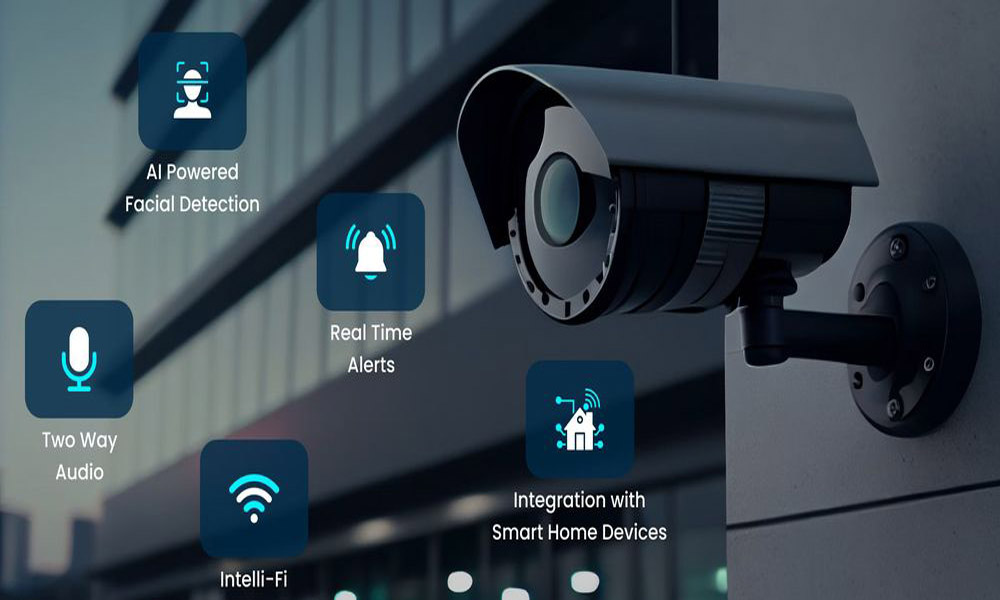 AI Powered
Facial Detection
Real Time
Alerts
Two Way
Audio
Integration with
Smart Home Devices
Intelli-Fi